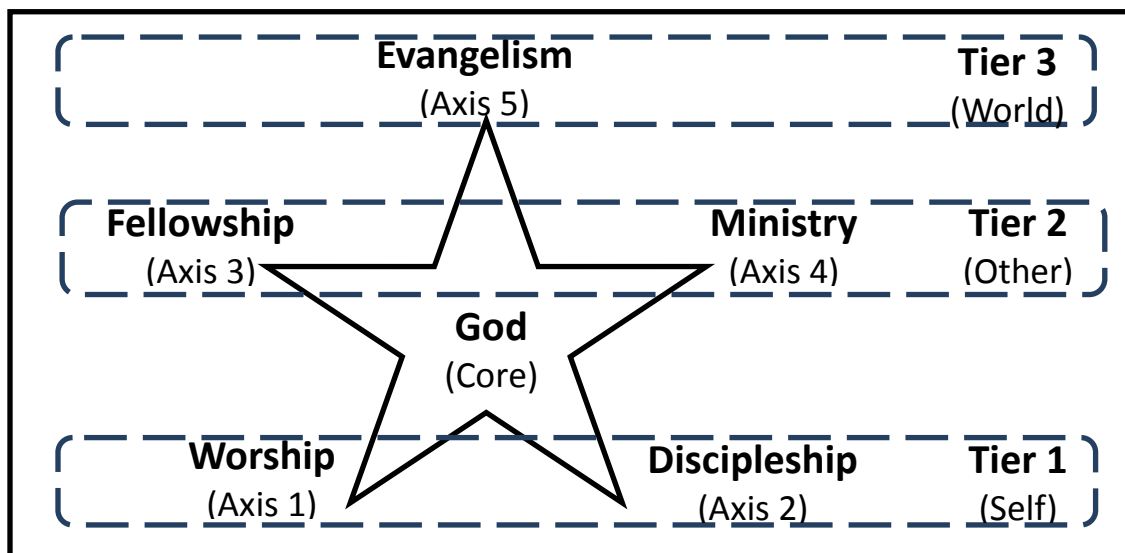 Evangelism
(Axis 5)
Tier 3
(World)
Fellowship
(Axis 3)
Ministry
(Axis 4)
Tier 2
(Other)
God
(Core)
Worship
(Axis 1)
Discipleship
(Axis 2)
Tier 1
(Self)